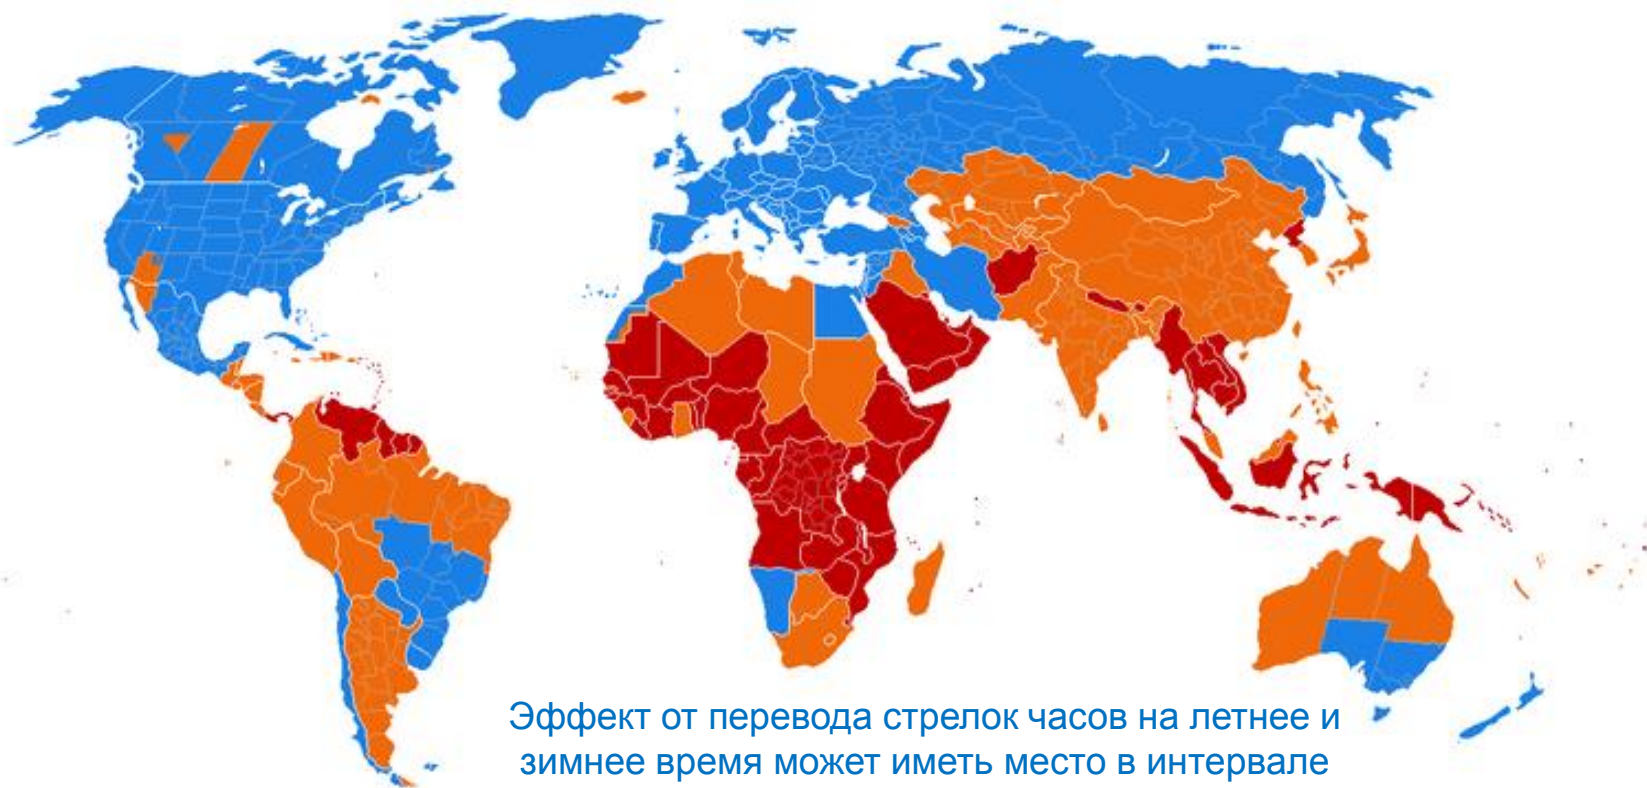 Эффект от перевода стрелок часов на летнее и
зимнее время может иметь место в интервале